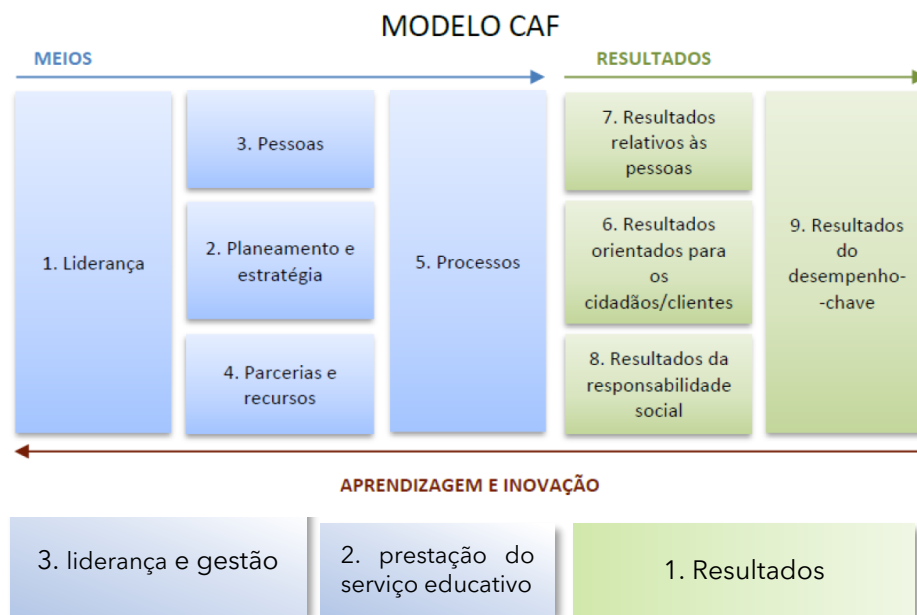 MODELO CAF
MEIOS
RESULTADOS
1. Liderança
3. Pessoas
2. Planeamento e
estratégia
4. Parcerias e
recursos
5. Processos
7. Resultados
relativos às
pessoas
6. Resultados
orientados para
os
cidadãos/clientes
8. Resultados da
responsabilidade
social
9. Resultados
do
desempenho-
-chave
APRENDIZAGEM E INOVAÇÃO
3. liderança e gestão
2. prestação do
serviço educativo
1. Resultados